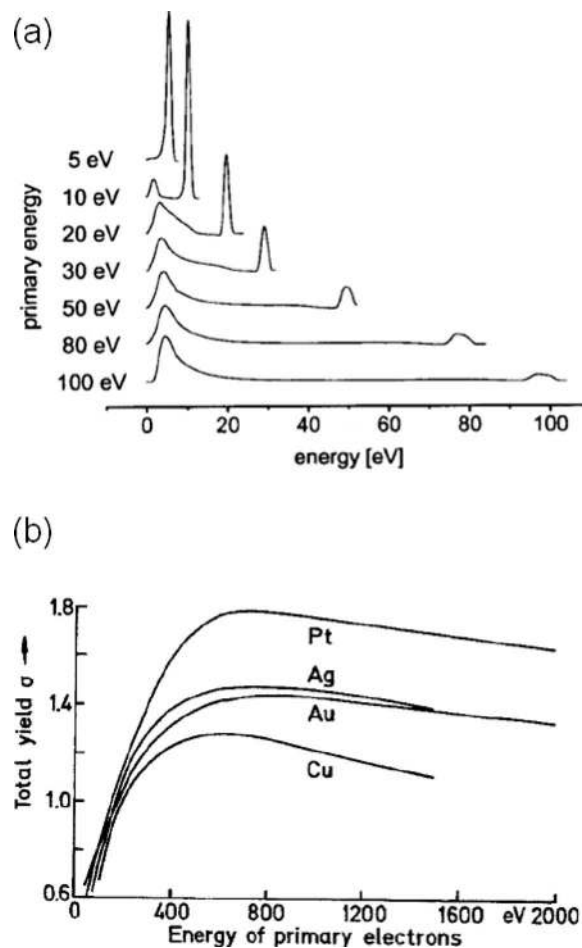 (a)
primary energy
5 eV
10 eV
20 eV
30 eV
50 eV
80 eV
100 eV
0 20 40 60 80 100
energy [eV]
(b)
Total yield σ →
1.8
1.4
1.0
0.6
Pt
Ag
Au
Cu
0 400 800 1200 1600 eV 2000
Energy of primary electrons